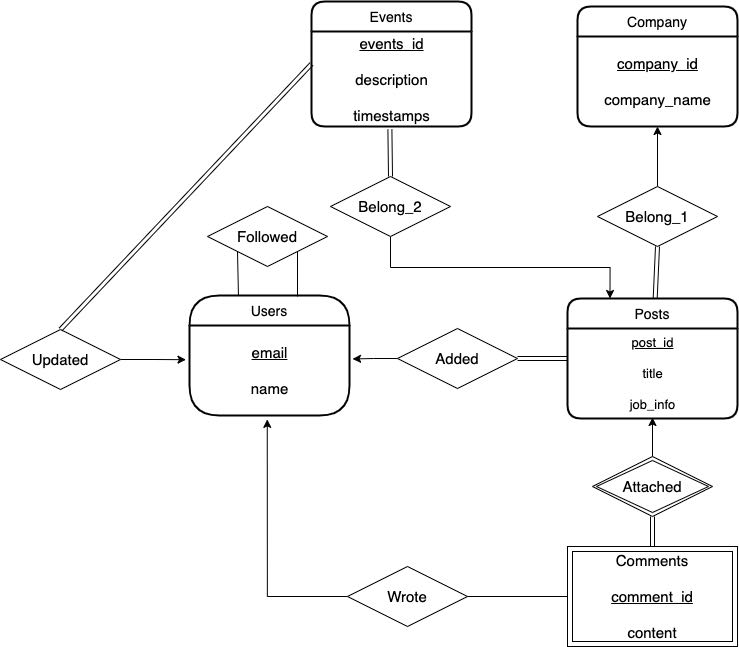 Events
events_id
description
timestamps
Company
company_id
company_name
Belong_2
Belong_1
Followed
Users
email
name
Updated
Added
Posts
post_id
title
job_info
Attached
Wrote
Comments
comment_id
content